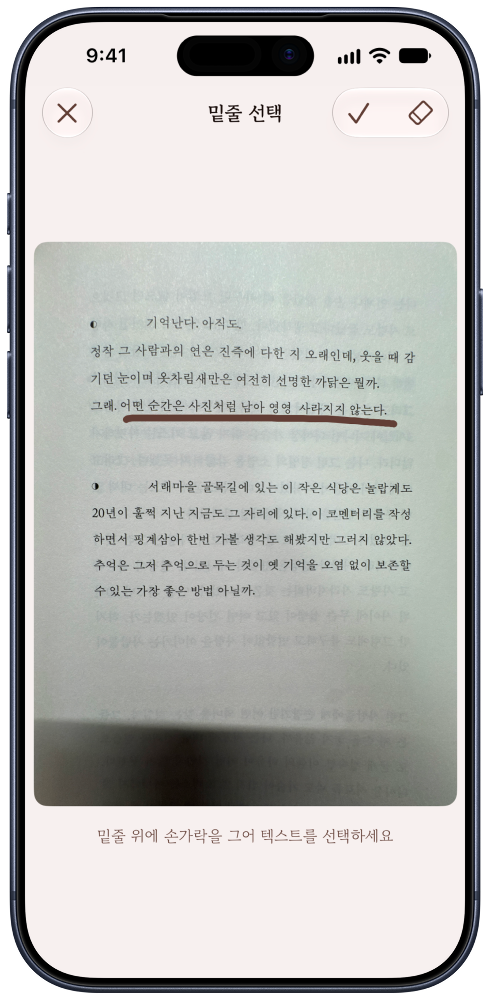 9:41
밑줄 선택
기억난다. 아직도.
정작 그 사람과의 연은 진즉에 다한 지 오래인데, 웃을 때 감
기던 눈이며 옷차림새만은 여전히 선명한 까닭은 뭘까.
그래. 어떤 순간은 사진처럼 남아 영영 사라지지 않는다.
서래마을 골목길에 있는 이 작은 식당은 놀랍게도
20년이 훌쩍 지난 지금도 그 자리에 있다. 이 코멘터리를 작성
하면서 핑계삼아 한번 가볼 생각도 해봤지만 그러지 않았다.
추억은 그저 추억으로 두는 것이 옛 기억을 오염 없이 보존할
수 있는 가장 좋은 방법 아닐까.
밑줄 위에 손가락을 그어 텍스트를 선택하세요